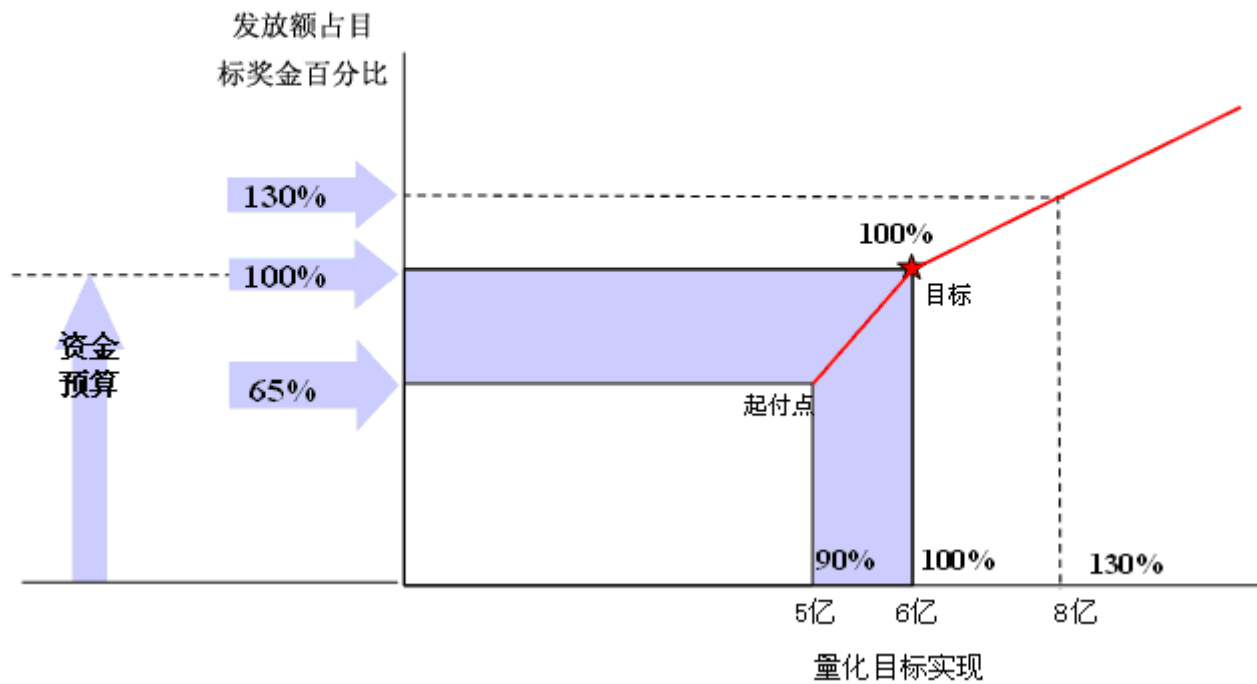 发放额占目
标奖金百分比
130%
100%
100%
目标
资金
预算
65%
起付点
90%
100%
130%
5亿
6亿
8亿
量化目标实现